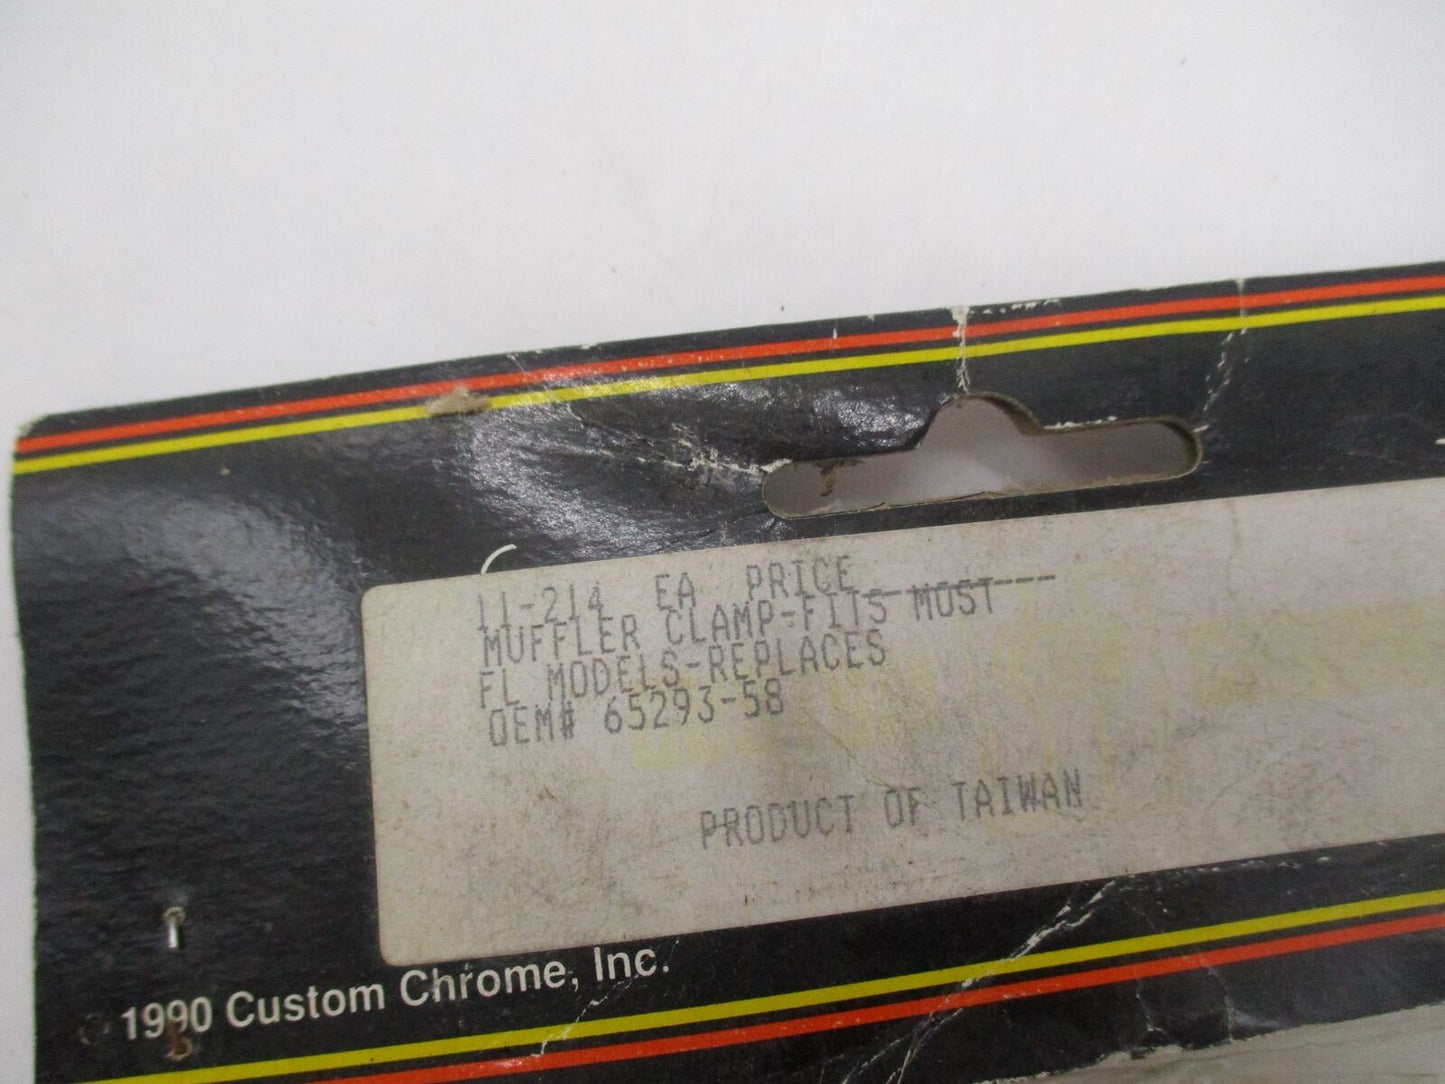 11-214 EA PRICE_________
MUFFLER CLAMP-FITS MOST
FL MODELS-REPLACES
OEM# 65293-58
PRODUCT OF TAIWAN
© 1990 Custom Chrome, Inc.